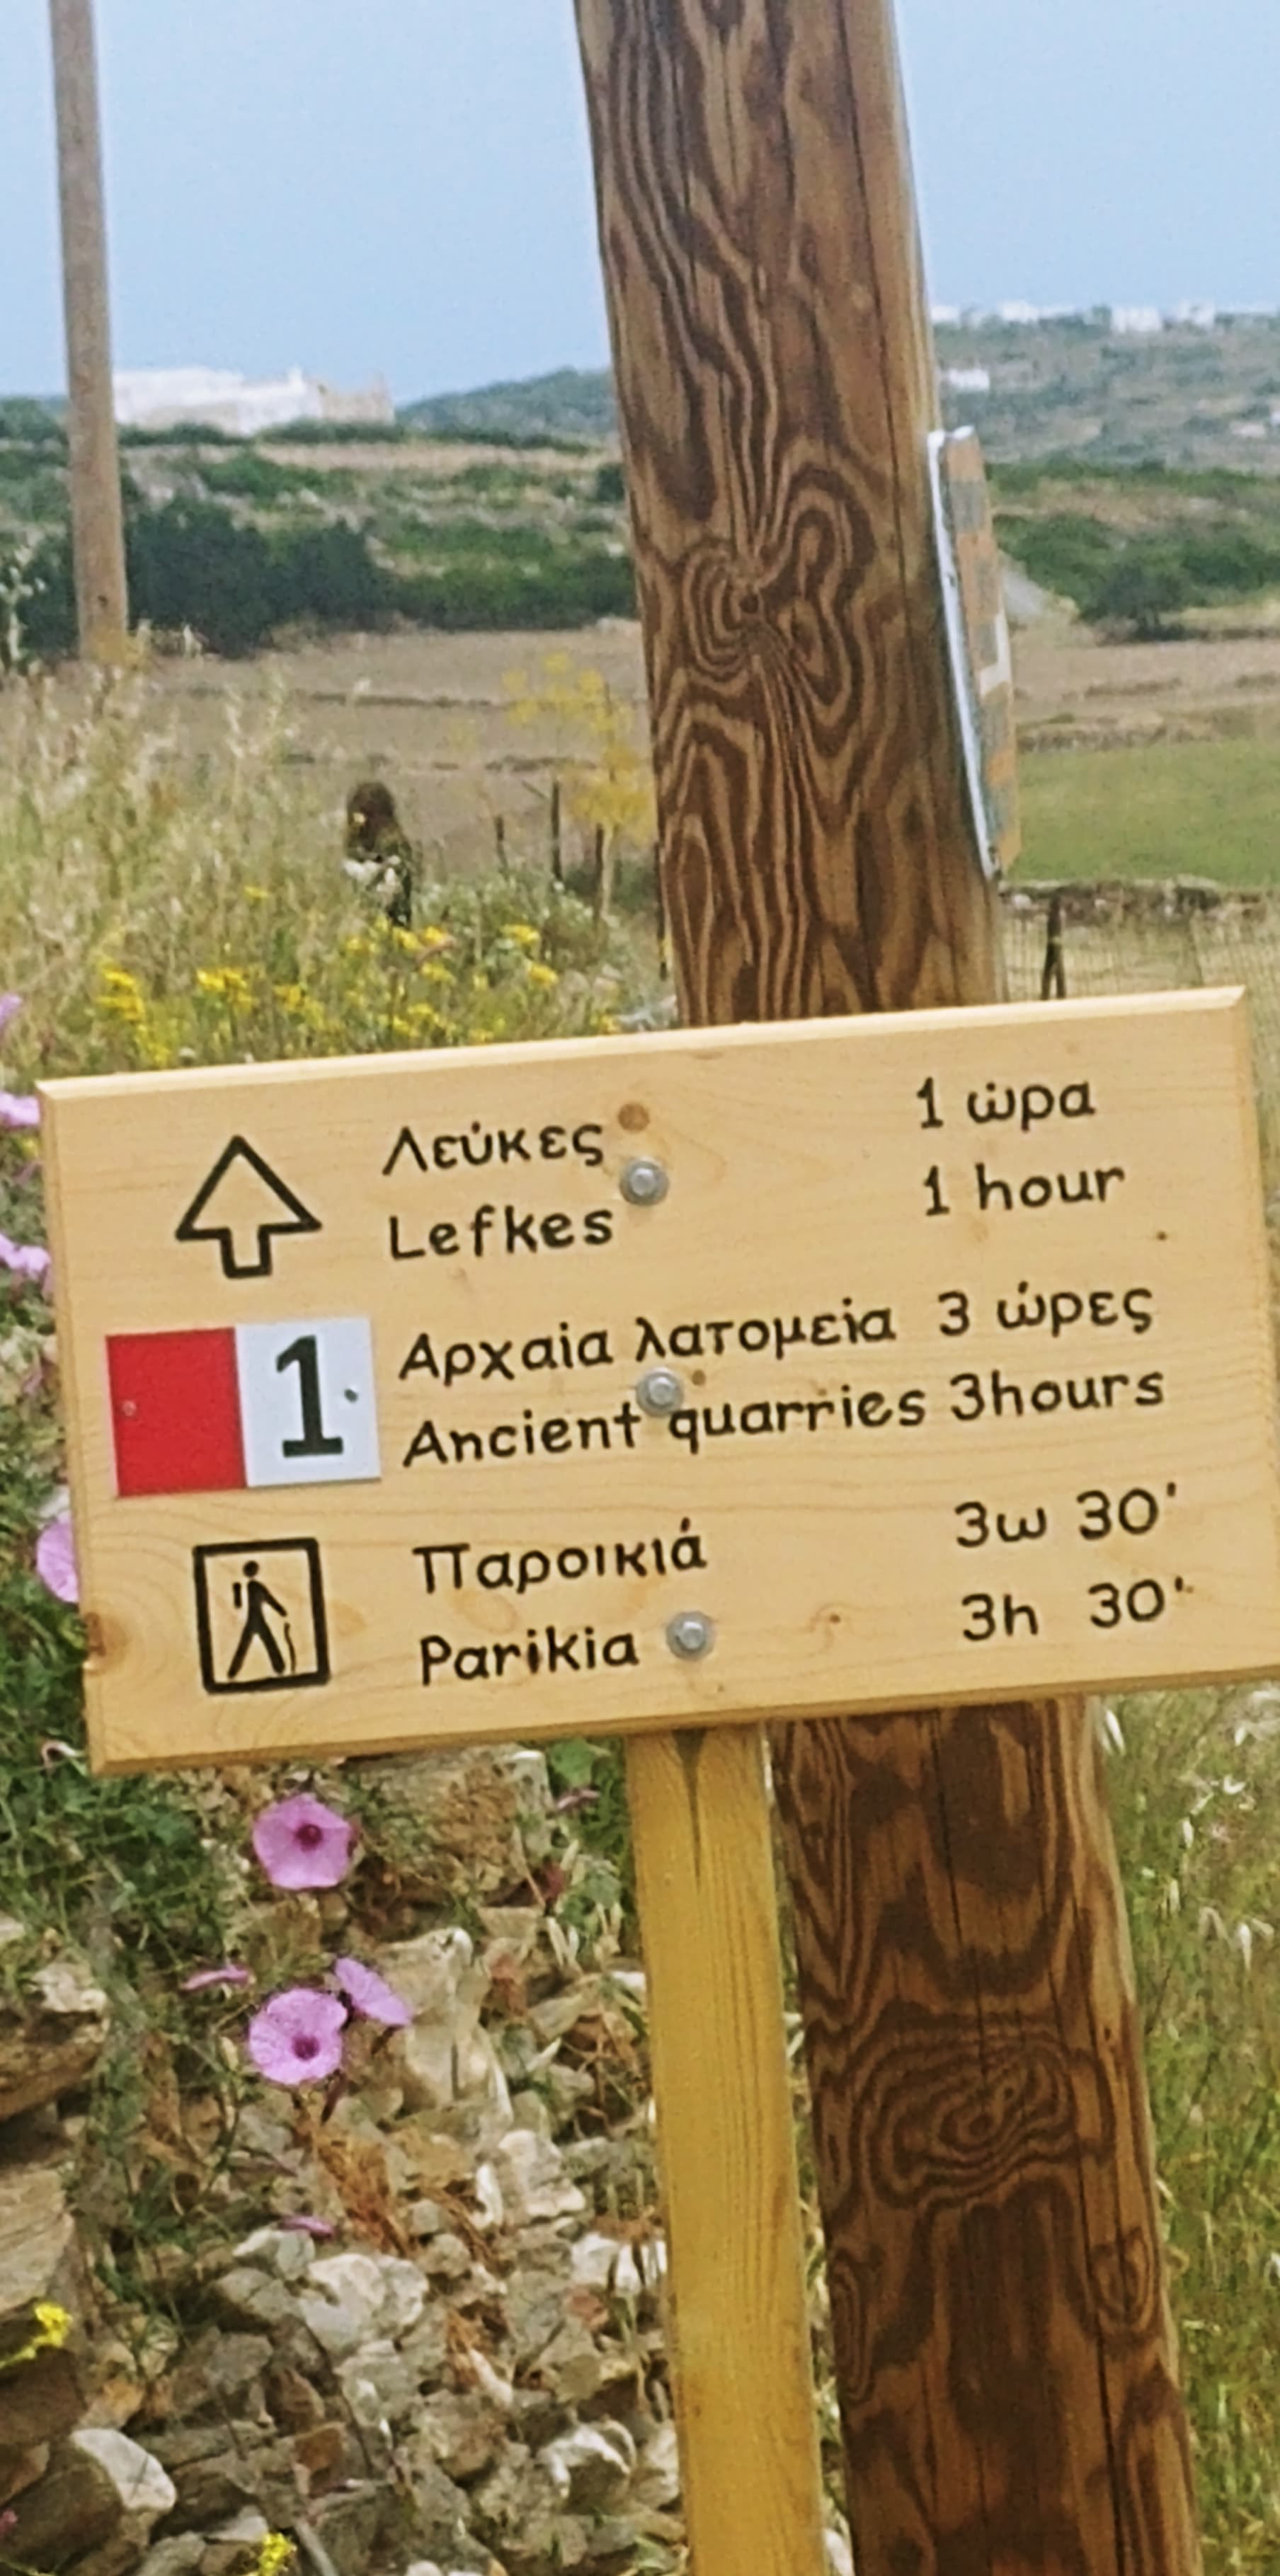 Λεύκες 1 ώρα
Lefkes 1 hour
1 Αρχαία λατομεία 3 ώρες
Ancient quarries 3hours
Παροικιά 3ω 30'
Parikia 3h 30'